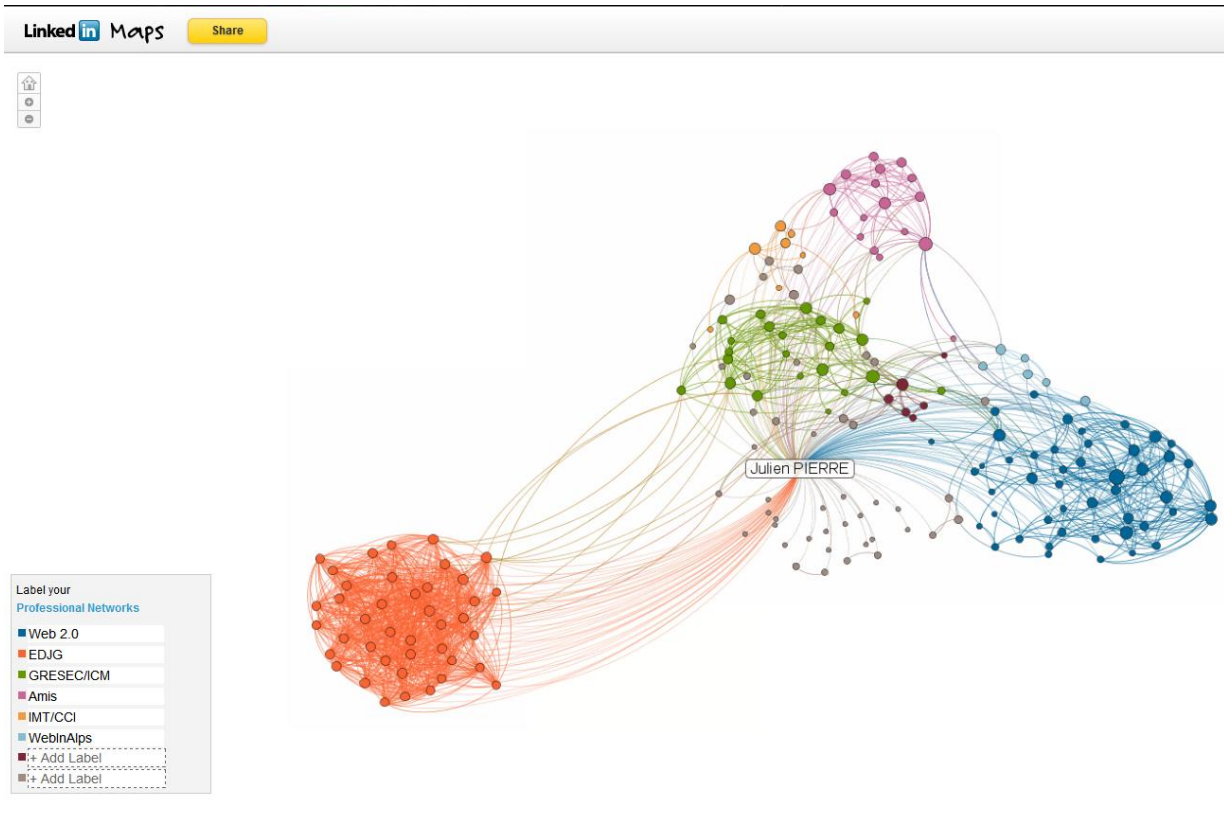 Linked in Maps Share
Julien PIERRE
Label your
Professional Networks
Web 2.0
EDJG
GRESEC/ICM
Amis
IMT/CCI
WebInAlps
+ Add Label
+ Add Label